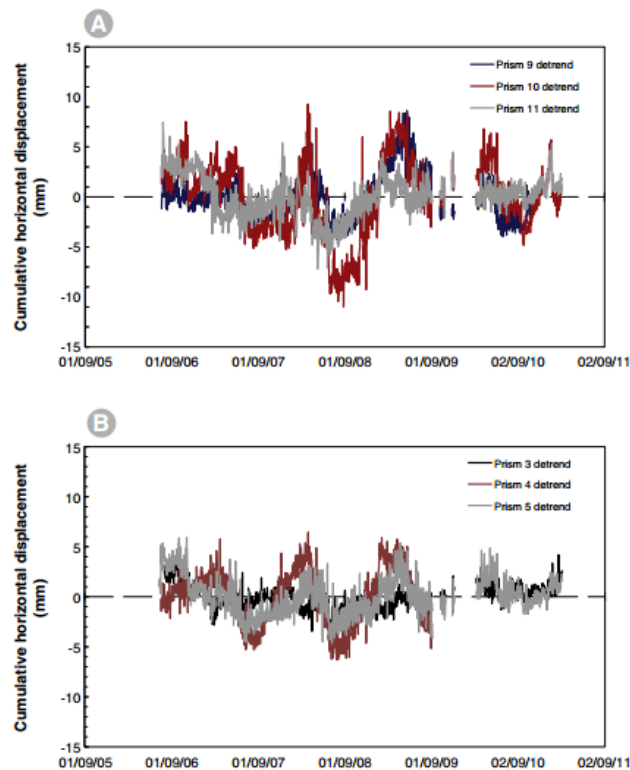 A
15
10
5
0
-5
-10
-15
Cumulative horizontal displacement
(mm)
Prism 9 detrend
Prism 10 detrend
Prism 11 detrend
01/09/05 01/09/06 01/09/07 01/09/08 01/09/09 02/09/10 02/09/11
B
15
10
5
0
-5
-10
-15
Cumulative horizontal displacement
(mm)
Prism 3 detrend
Prism 4 detrend
Prism 5 detrend
01/09/05 01/09/06 01/09/07 01/09/08 01/09/09 02/09/10 02/09/11